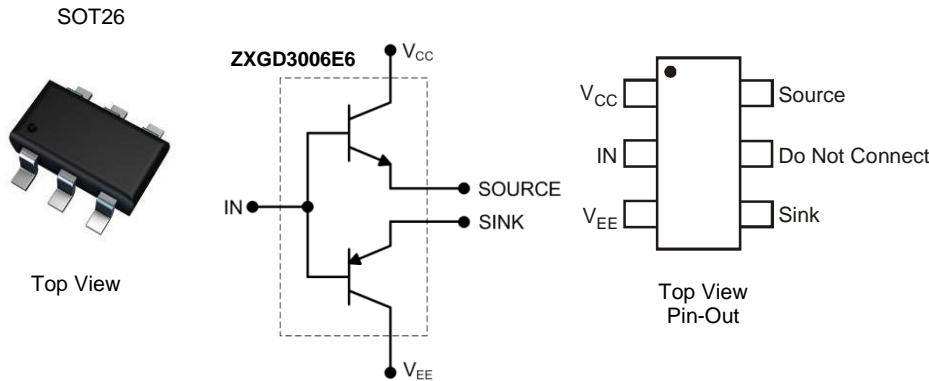 SOT26
Top View
ZXGD3006E6
VCC
IN
SOURCE
SINK
VEE
VCC
IN
VEE
Source
Do Not Connect
Sink
Top View
Pin-Out